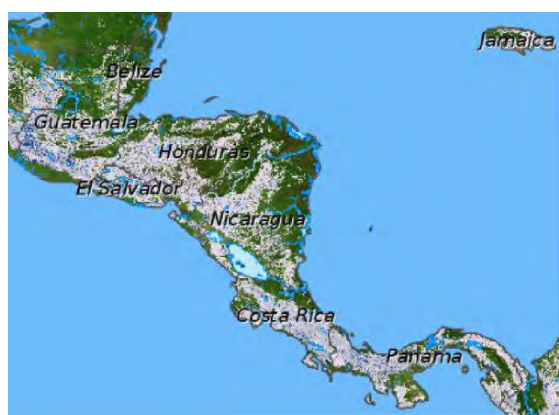 Jamaica
Belize
Guatemala
Honduras
El Salvador
Nicaragua
Costa Rica
Panama